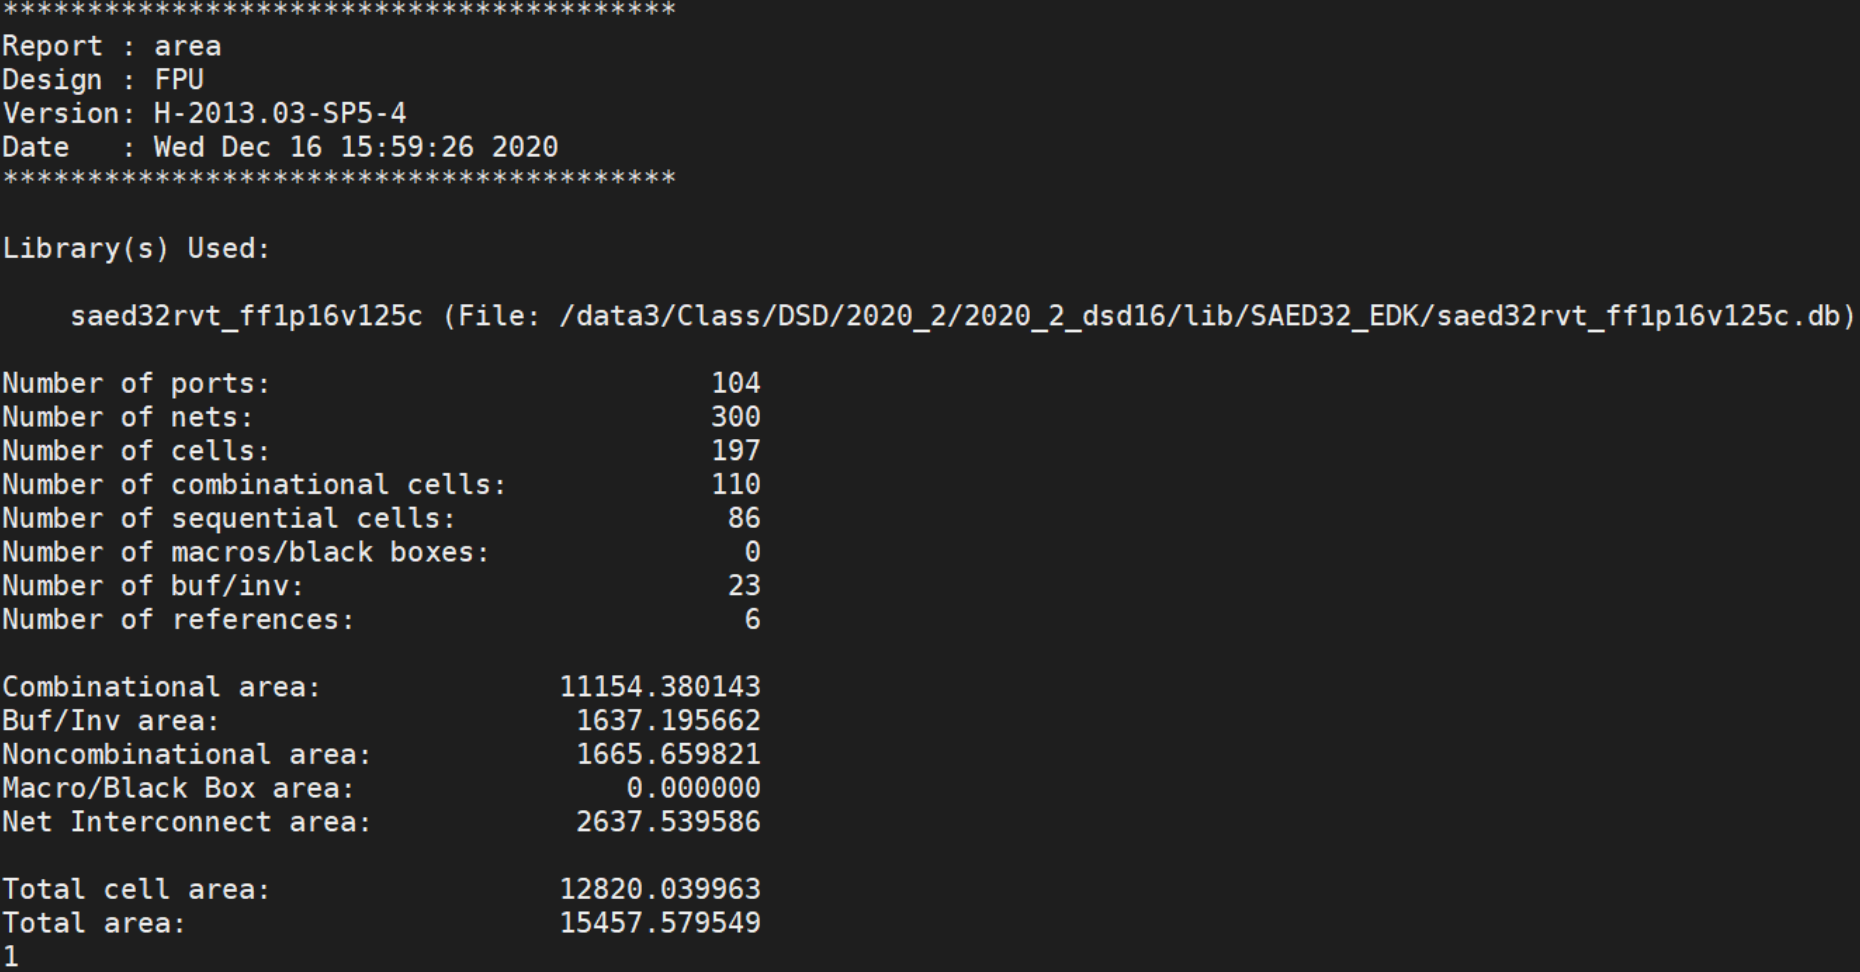 ****************************************
Report : area
Design : FPU
Version: H-2013.03-SP5-4
Date   : Wed Dec 16 15:59:26 2020
****************************************

Library(s) Used:

    saed32rvt_ff1p16v125c (File: /data3/Class/DSD/2020_2/2020_2_dsd16/lib/SAED32_EDK/saed32rvt_ff1p16v125c.db)

Number of ports:                          104
Number of nets:                           300
Number of cells:                          197
Number of combinational cells:            110
Number of sequential cells:                86
Number of macros/black boxes:               0
Number of buf/inv:                         23
Number of references:                       6

Combinational area:              11154.380143
Buf/Inv area:                     1637.195662
Noncombinational area:            1665.659821
Macro/Black Box area:                0.000000
Net Interconnect area:            2637.539586

Total cell area:                 12820.039963
Total area:                      15457.579549
1